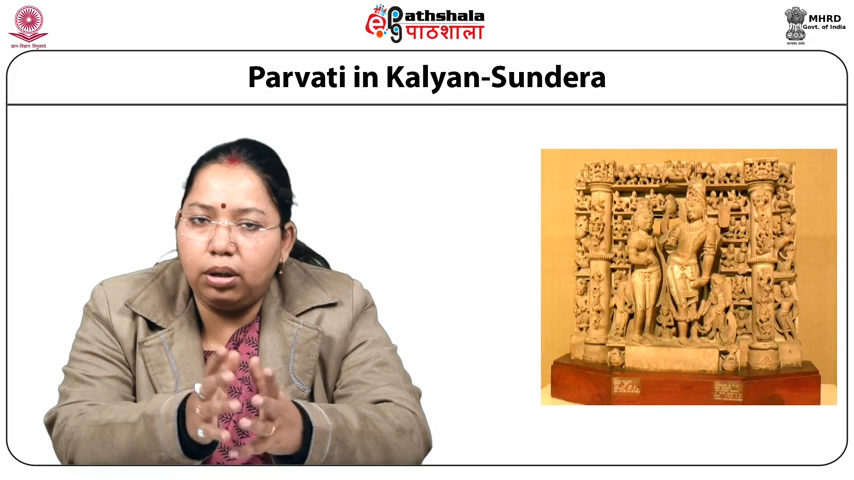 ePathshala
पाठशाला
MHRD
Govt. of India
Parvati in Kalyan-Sundera